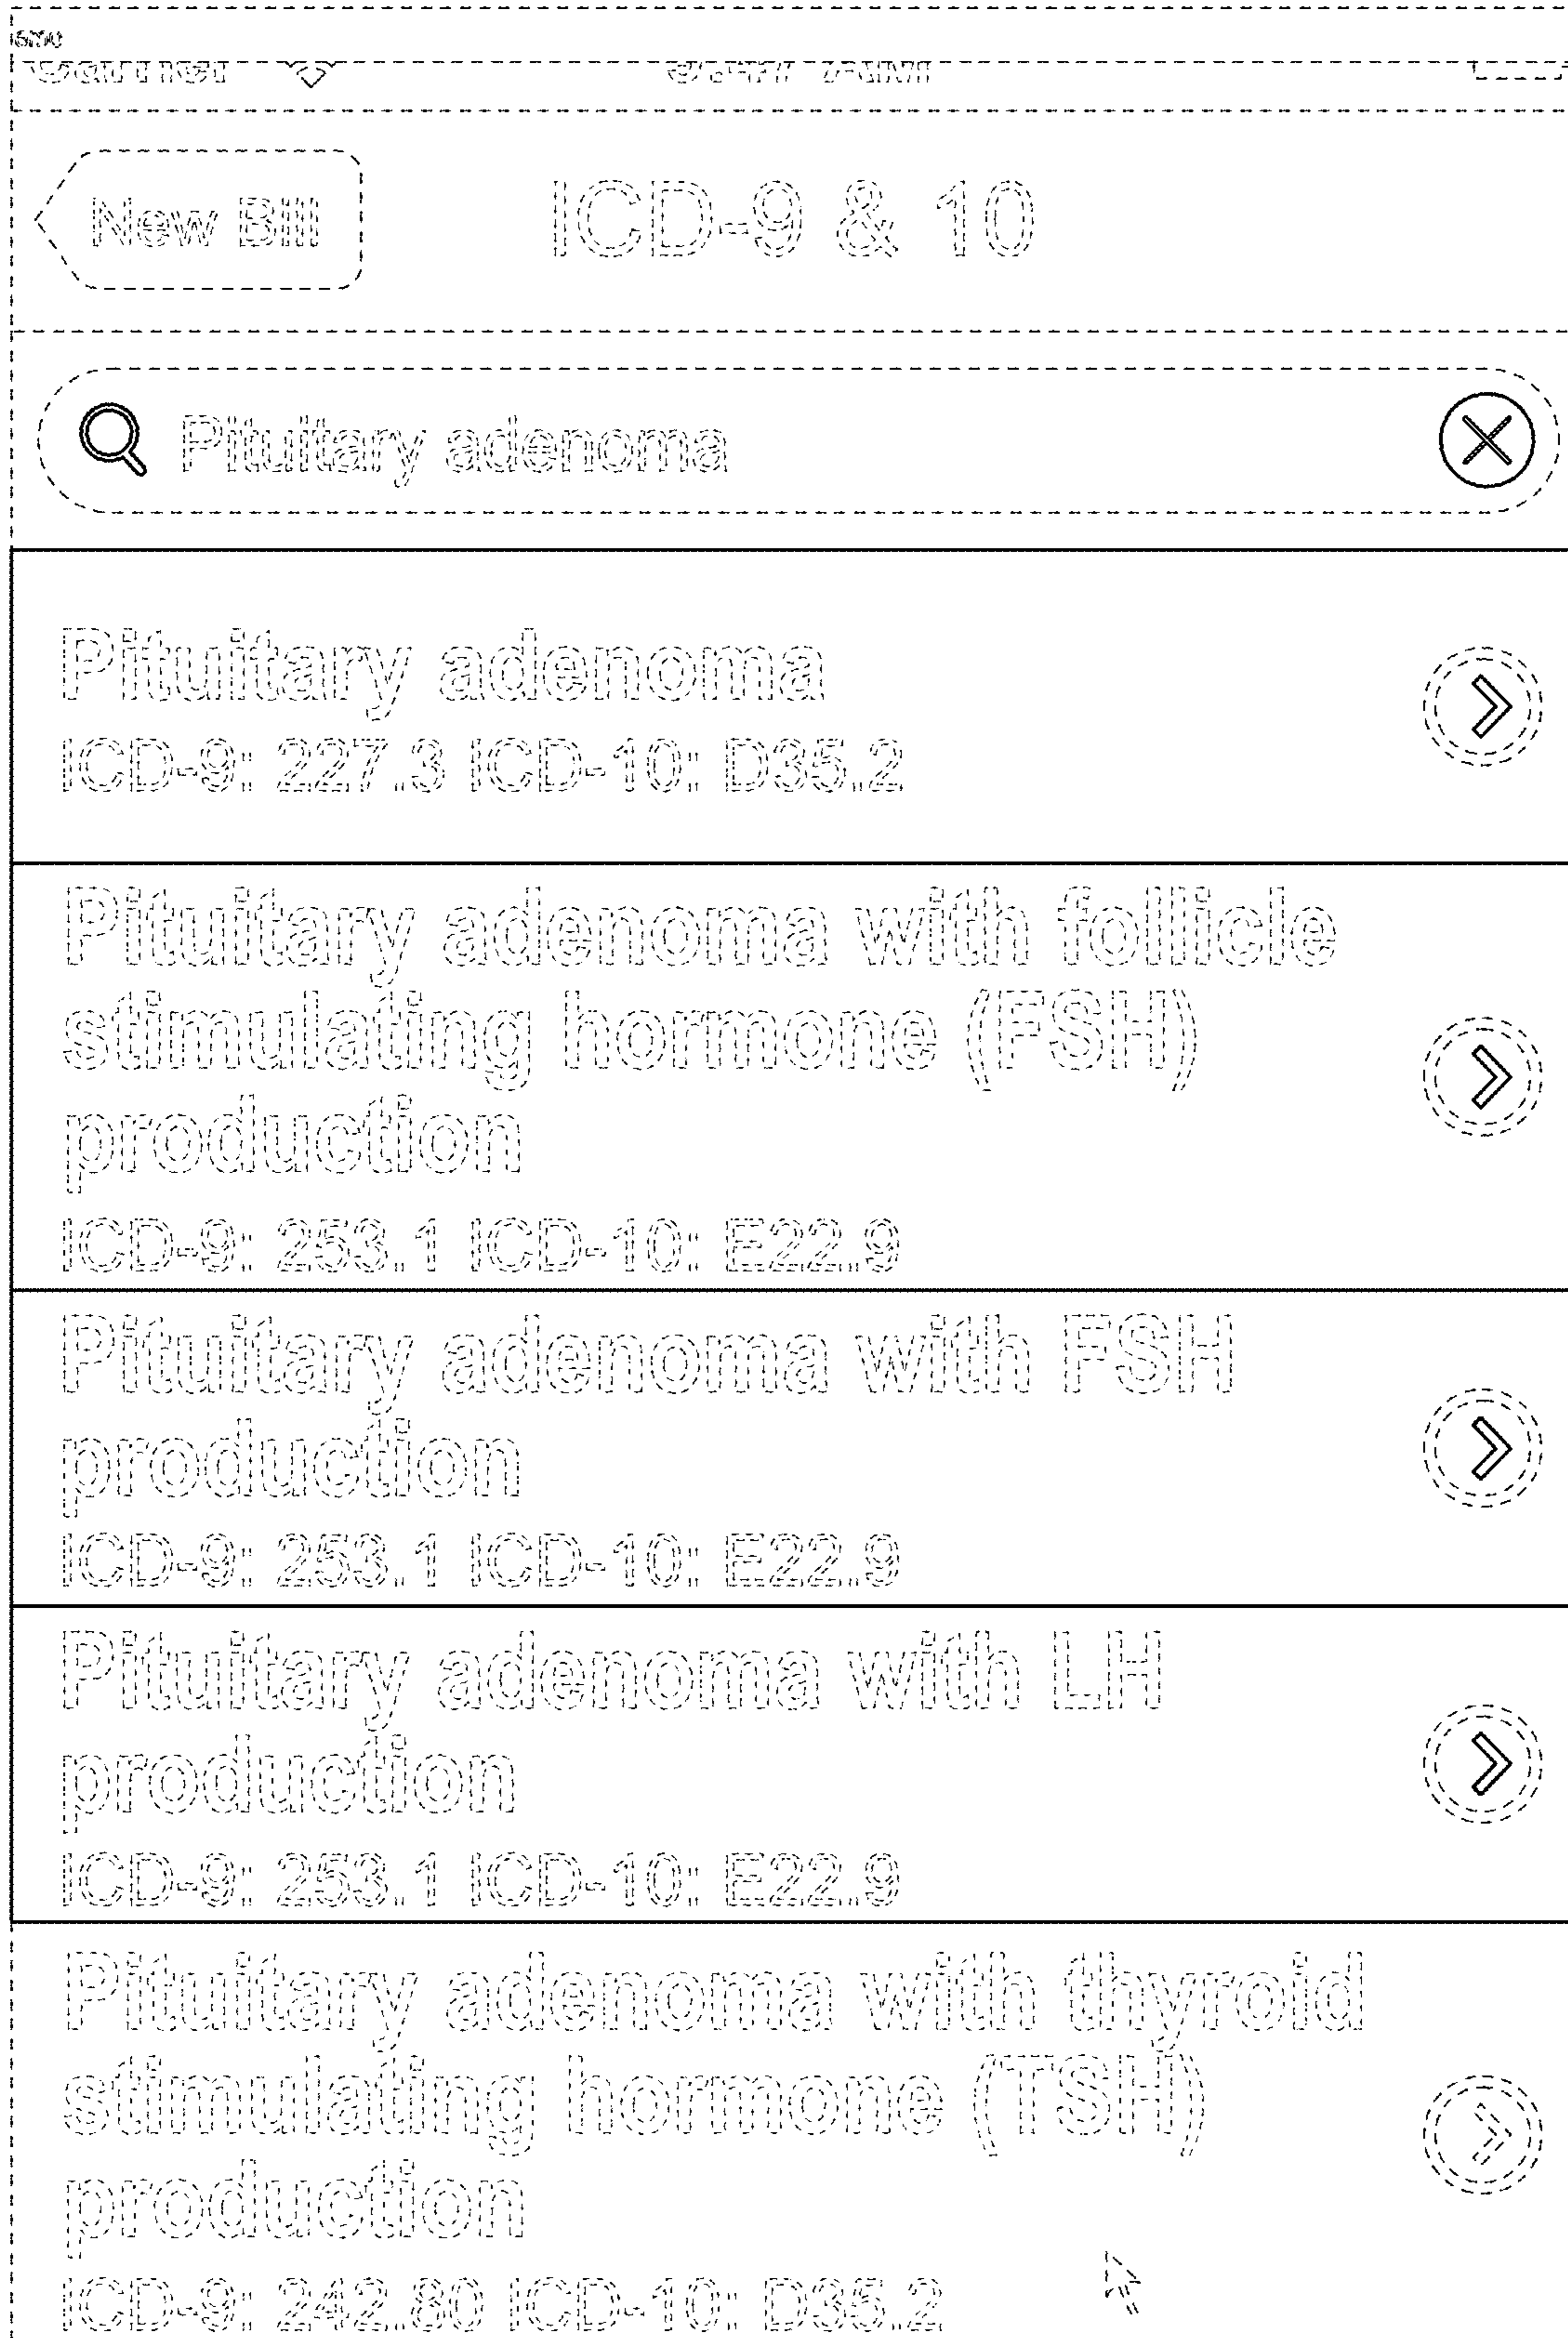 New Bill
ICD-9 & 10
Pituitary adenoma
Pituitary adenoma
ICD-9: 227.3 ICD-10: D35.2
Pituitary adenoma with follicle
stimulating hormone (FSH)
production
ICD-9: 253.1 ICD-10: E22.9
Pituitary adenoma with FSH
production
ICD-9: 253.1 ICD-10: E22.9
Pituitary adenoma with LH
production
ICD-9: 253.1 ICD-10: E22.9
Pituitary adenoma with thyroid
stimulating hormone (TSH)
production
ICD-9: 242.80 ICD-10: D35.2